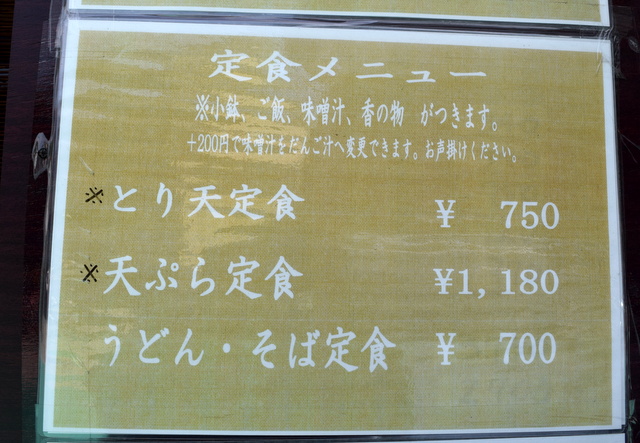 定食メニュー
※小鉢、ご飯、味噌汁、香の物 がつきます。
+200円で味噌汁をだんご汁へ変更できます。お声掛けください。
※とり天定食 ¥ 750
※天ぷら定食 ¥1,180
うどん・そば定食 ¥ 700